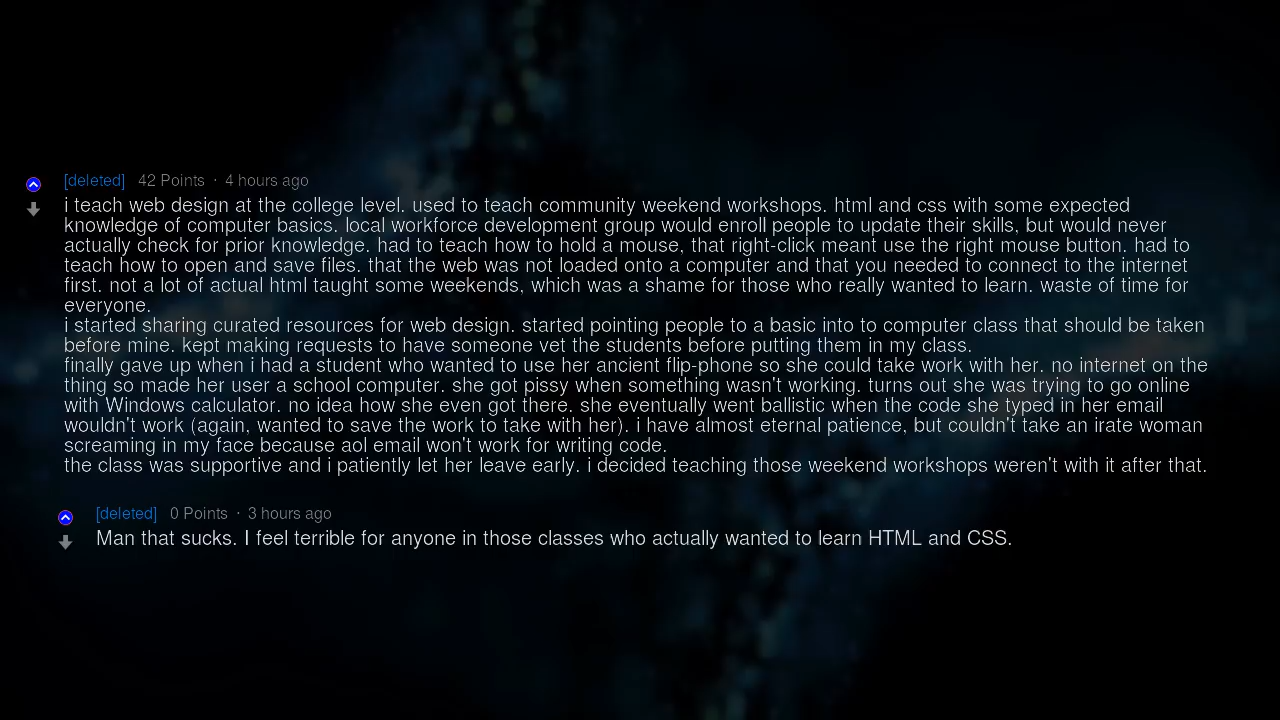 [deleted] 42 Points · 4 hours ago
i teach web design at the college level. used to teach community weekend workshops. html and css with some expected
knowledge of computer basics. local workforce development group would enroll people to update their skills, but would never
actually check for prior knowledge. had to teach how to hold a mouse, that right-click meant use the right mouse button. had to
teach how to open and save files. that the web was not loaded onto a computer and that you needed to connect to the internet
first. not a lot of actual html taught some weekends, which was a shame for those who really wanted to learn. waste of time for
everyone.
i started sharing curated resources for web design. started pointing people to a basic into to computer class that should be taken
before mine. kept making requests to have someone vet the students before putting them in my class.
finally gave up when i had a student who wanted to use her ancient flip-phone so she could take work with her. no internet on the
thing so made her user a school computer. she got pissy when something wasn't working. turns out she was trying to go online
with Windows calculator. no idea how she even got there. she eventually went ballistic when the code she typed in her email
wouldn't work (again, wanted to save the work to take with her). i have almost eternal patience, but couldn't take an irate woman
screaming in my face because aol email won't work for writing code.
the class was supportive and i patiently let her leave early. i decided teaching those weekend workshops weren't with it after that.
[deleted] 0 Points · 3 hours ago
Man that sucks. I feel terrible for anyone in those classes who actually wanted to learn HTML and CSS.